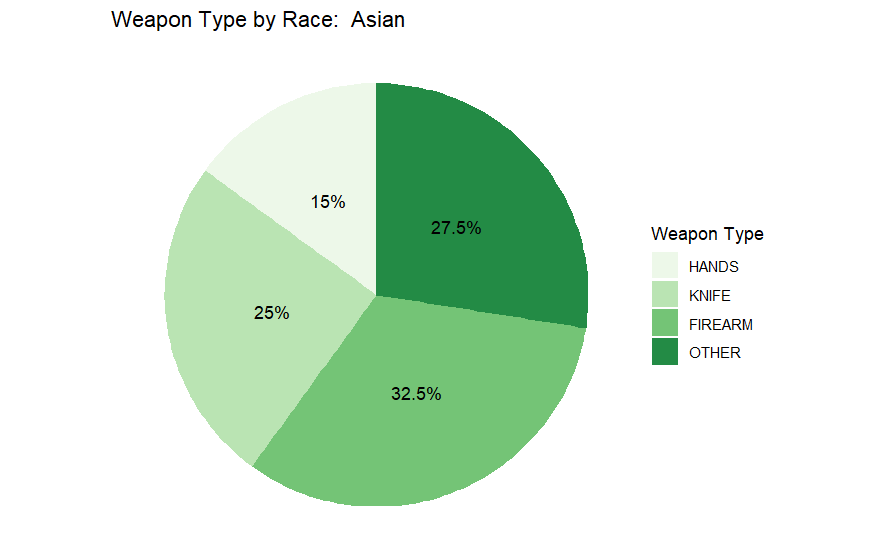 Weapon Type by Race:  Asian
15%
27.5%
25%
32.5%
Weapon Type
HANDS
KNIFE
FIREARM
OTHER